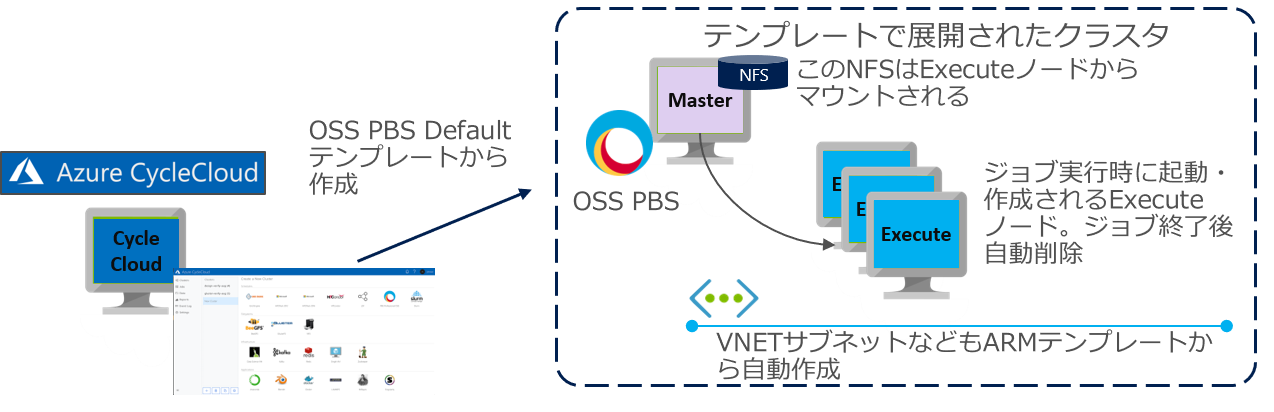 テンプレートで展開されたクラスタ
NFS
このNFSはExecuteノードから
マウントされる
Master
OSS PBS Default
テンプレートから
作成
Azure CycleCloud
OSS PBS
ジョブ実行時に起動・
作成されるExecute
ノード。ジョブ終了後
自動削除
E
E
Execute
Cycle
Cloud
Azure CycleCloud
BeeGFS
kafka
redis
slurm
VNETサブネットなどもARMテンプレートか
ら自動作成